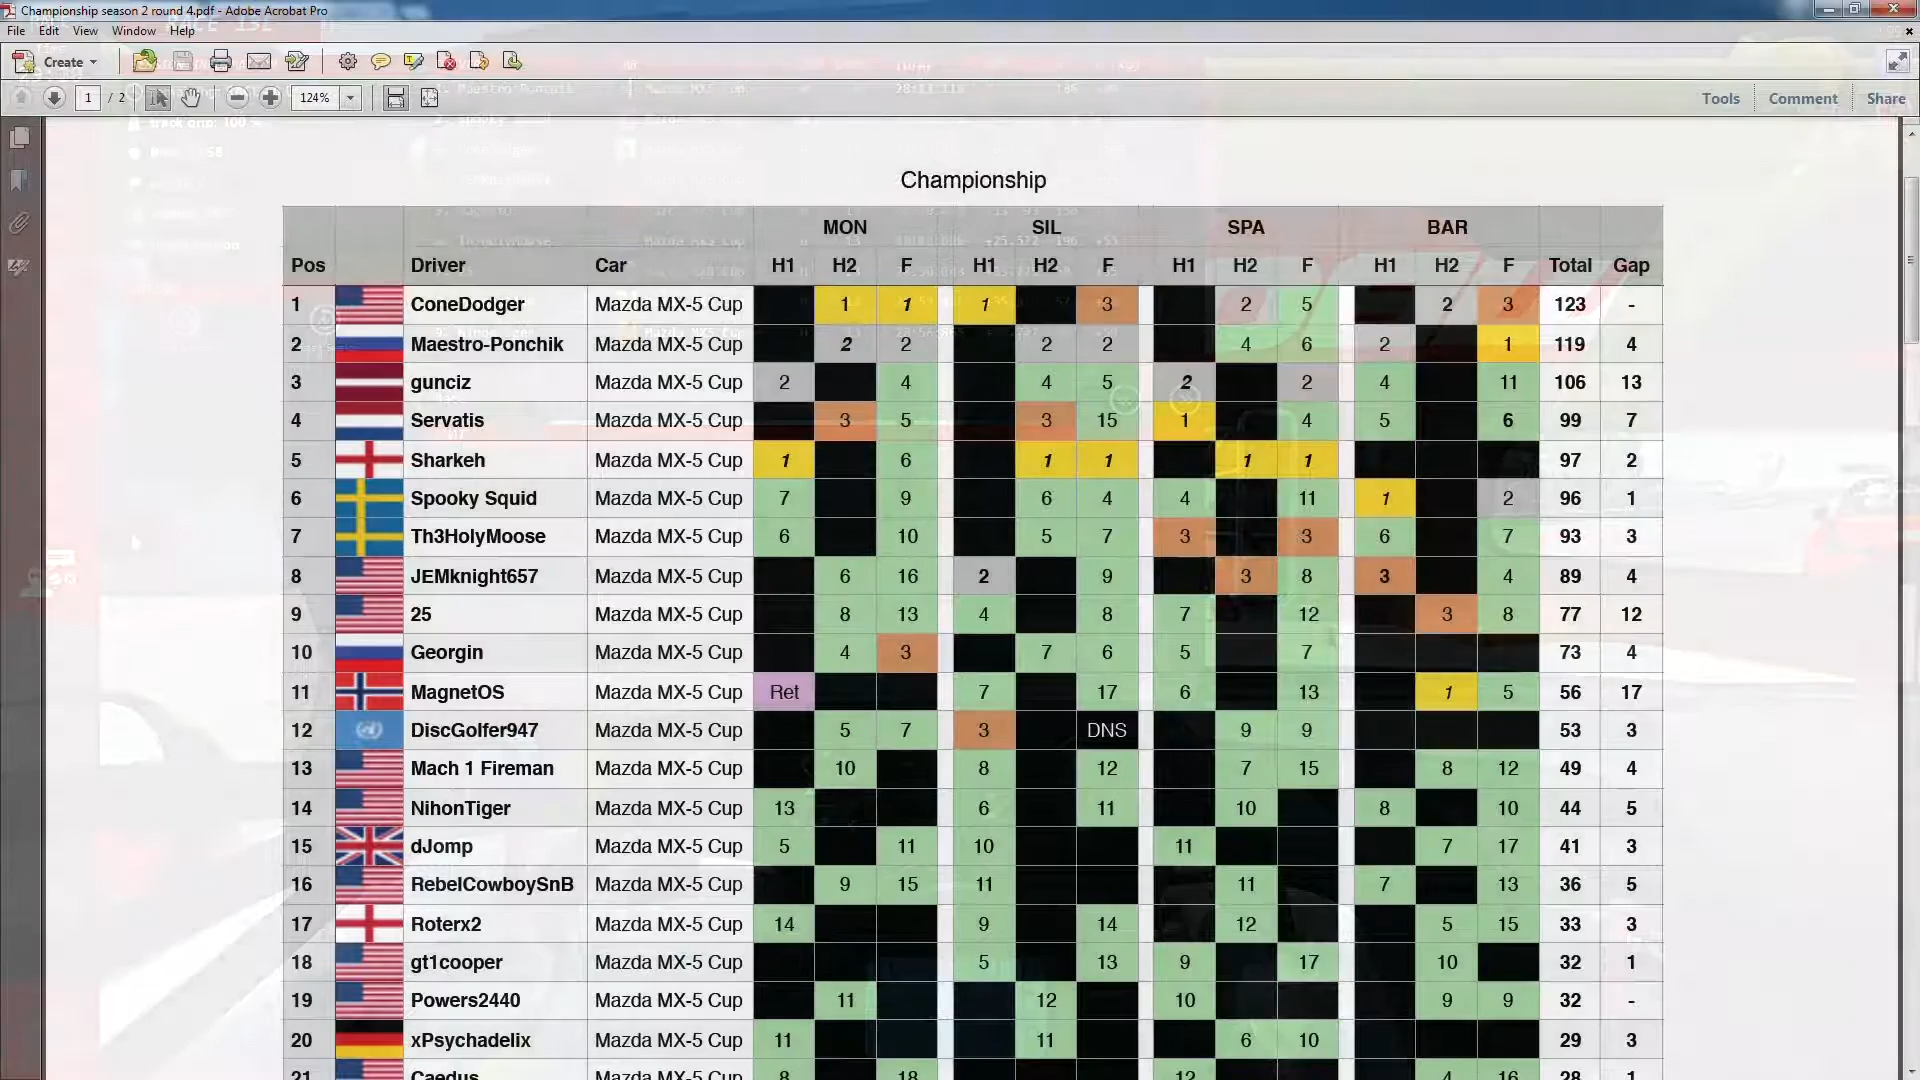 Championship season 2 round 4.pdf - Adobe Acrobat Pro
File Edit View Window Help
Create
1 / 2 124% Tools Comment Share
Championship
MON SIL SPA BAR
Pos Driver Car H1 H2 F H1 H2 F H1 H2 F H1 H2 F Total Gap
1 ConeDodger Mazda MX-5 Cup 1 1 1 3 2 5 2 3 123 -
2 Maestro-Ponchik Mazda MX-5 Cup 2 2 2 2 4 6 2 1 119 4
3 gunciz Mazda MX-5 Cup 2 4 4 5 2 2 4 11 106 13
4 Servatis Mazda MX-5 Cup 3 5 3 15 1 4 5 6 99 7
5 Sharkeh Mazda MX-5 Cup 1 6 1 1 1 1 97 2
6 Spooky Squid Mazda MX-5 Cup 7 9 6 4 4 11 1 2 96 1
7 Th3HolyMoose Mazda MX-5 Cup 6 10 5 7 3 3 6 7 93 3
8 JEMknight657 Mazda MX-5 Cup 6 16 2 9 3 8 3 4 89 4
9 25 Mazda MX-5 Cup 8 13 4 8 7 12 3 8 77 12
10 Georgin Mazda MX-5 Cup 4 3 7 6 5 7 73 4
11 MagnetOS Mazda MX-5 Cup Ret 7 17 6 13 1 5 56 17
12 DiscGolfer947 Mazda MX-5 Cup 5 7 3 DNS 9 9 53 3
13 Mach 1 Fireman Mazda MX-5 Cup 10 8 12 7 15 8 12 49 4
14 NihonTiger Mazda MX-5 Cup 13 6 11 10 8 10 44 5
15 dJomp Mazda MX-5 Cup 5 11 10 11 7 17 41 3
16 RebelCowboySnB Mazda MX-5 Cup 9 15 11 11 7 13 36 5
17 Roterx2 Mazda MX-5 Cup 14 9 14 12 5 15 33 3
18 gt1cooper Mazda MX-5 Cup 5 13 9 17 10 32 1
19 Powers2440 Mazda MX-5 Cup 11 12 10 9 9 32 -
20 xPsychadelix Mazda MX-5 Cup 11 11 6 10 29 3
21 Caedus Mazda MX-5 Cup 8 18 12 4 16 28 1